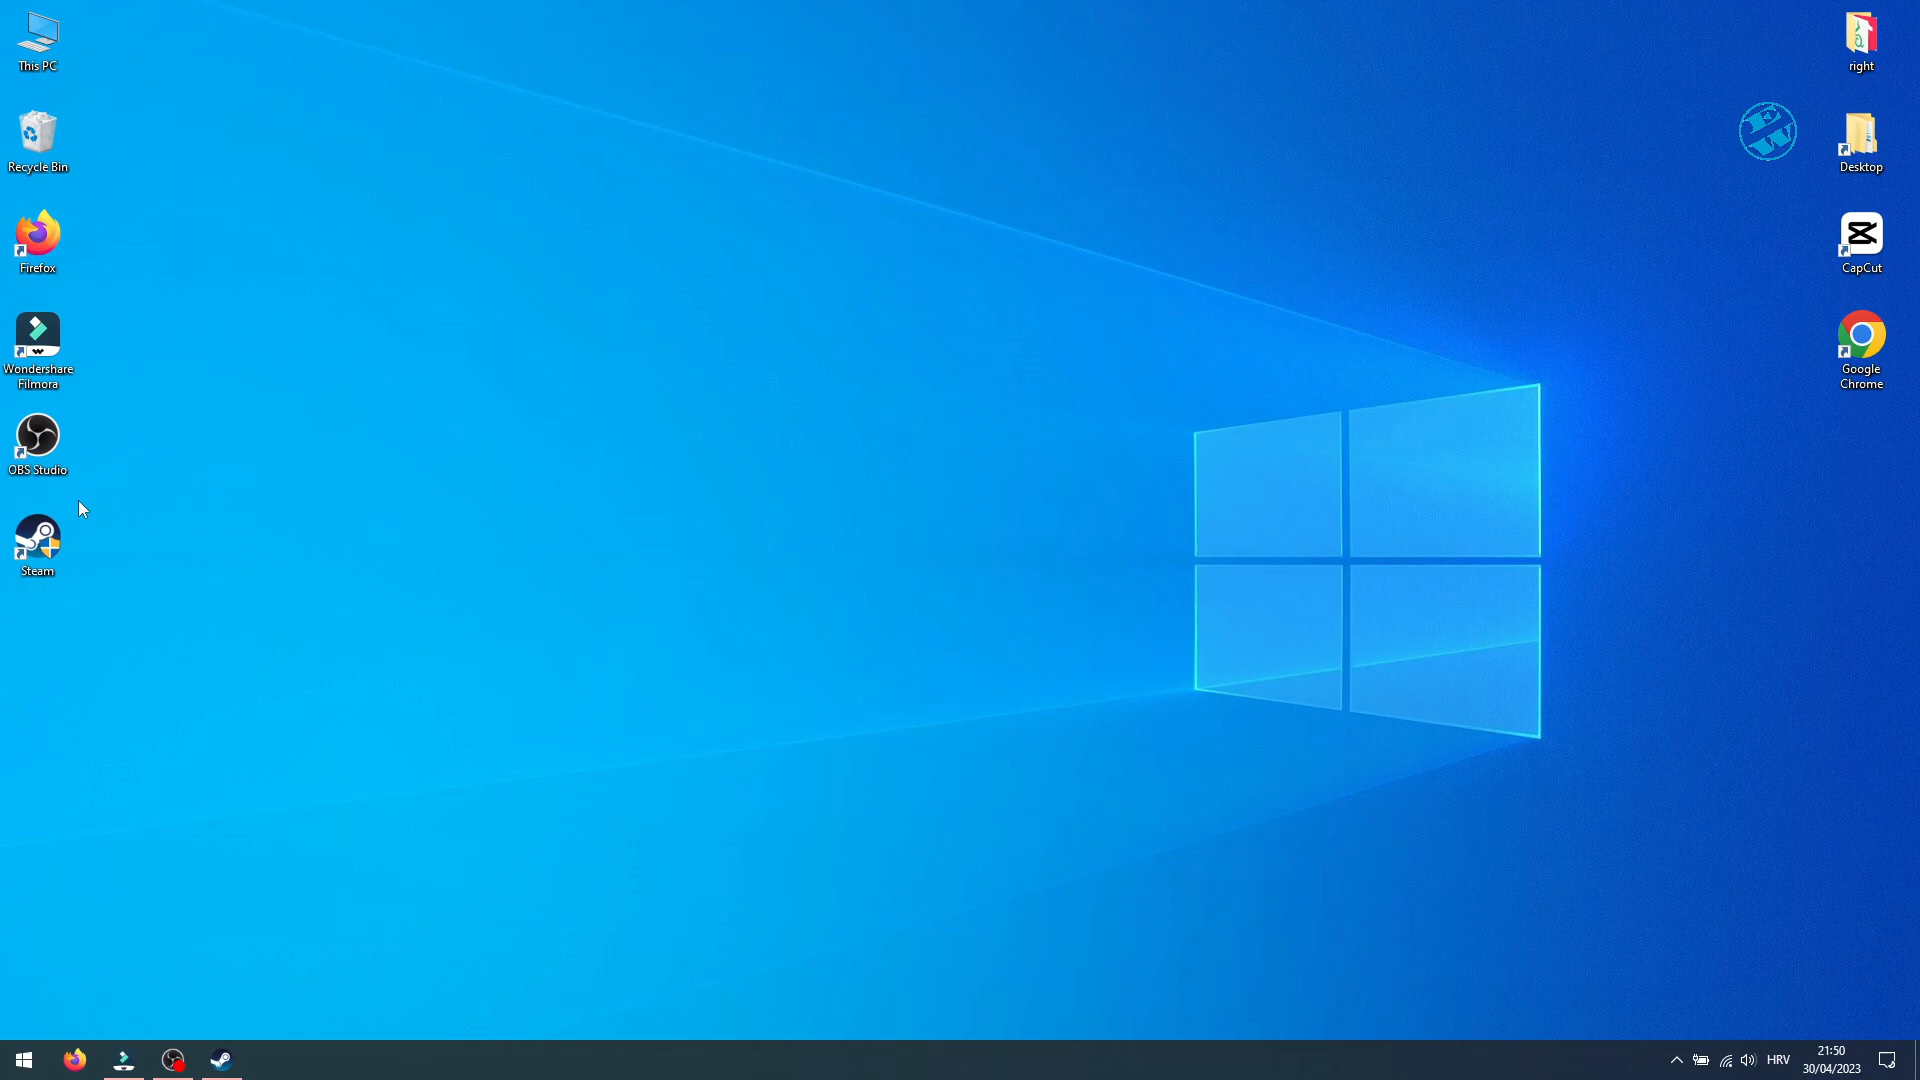 This PC
Recycle Bin
Firefox
Wondershare
Filmora
OBS Studio
Steam
right
EW
Desktop
CapCut
Google
Chrome
HRV
21:50
30/04/2023